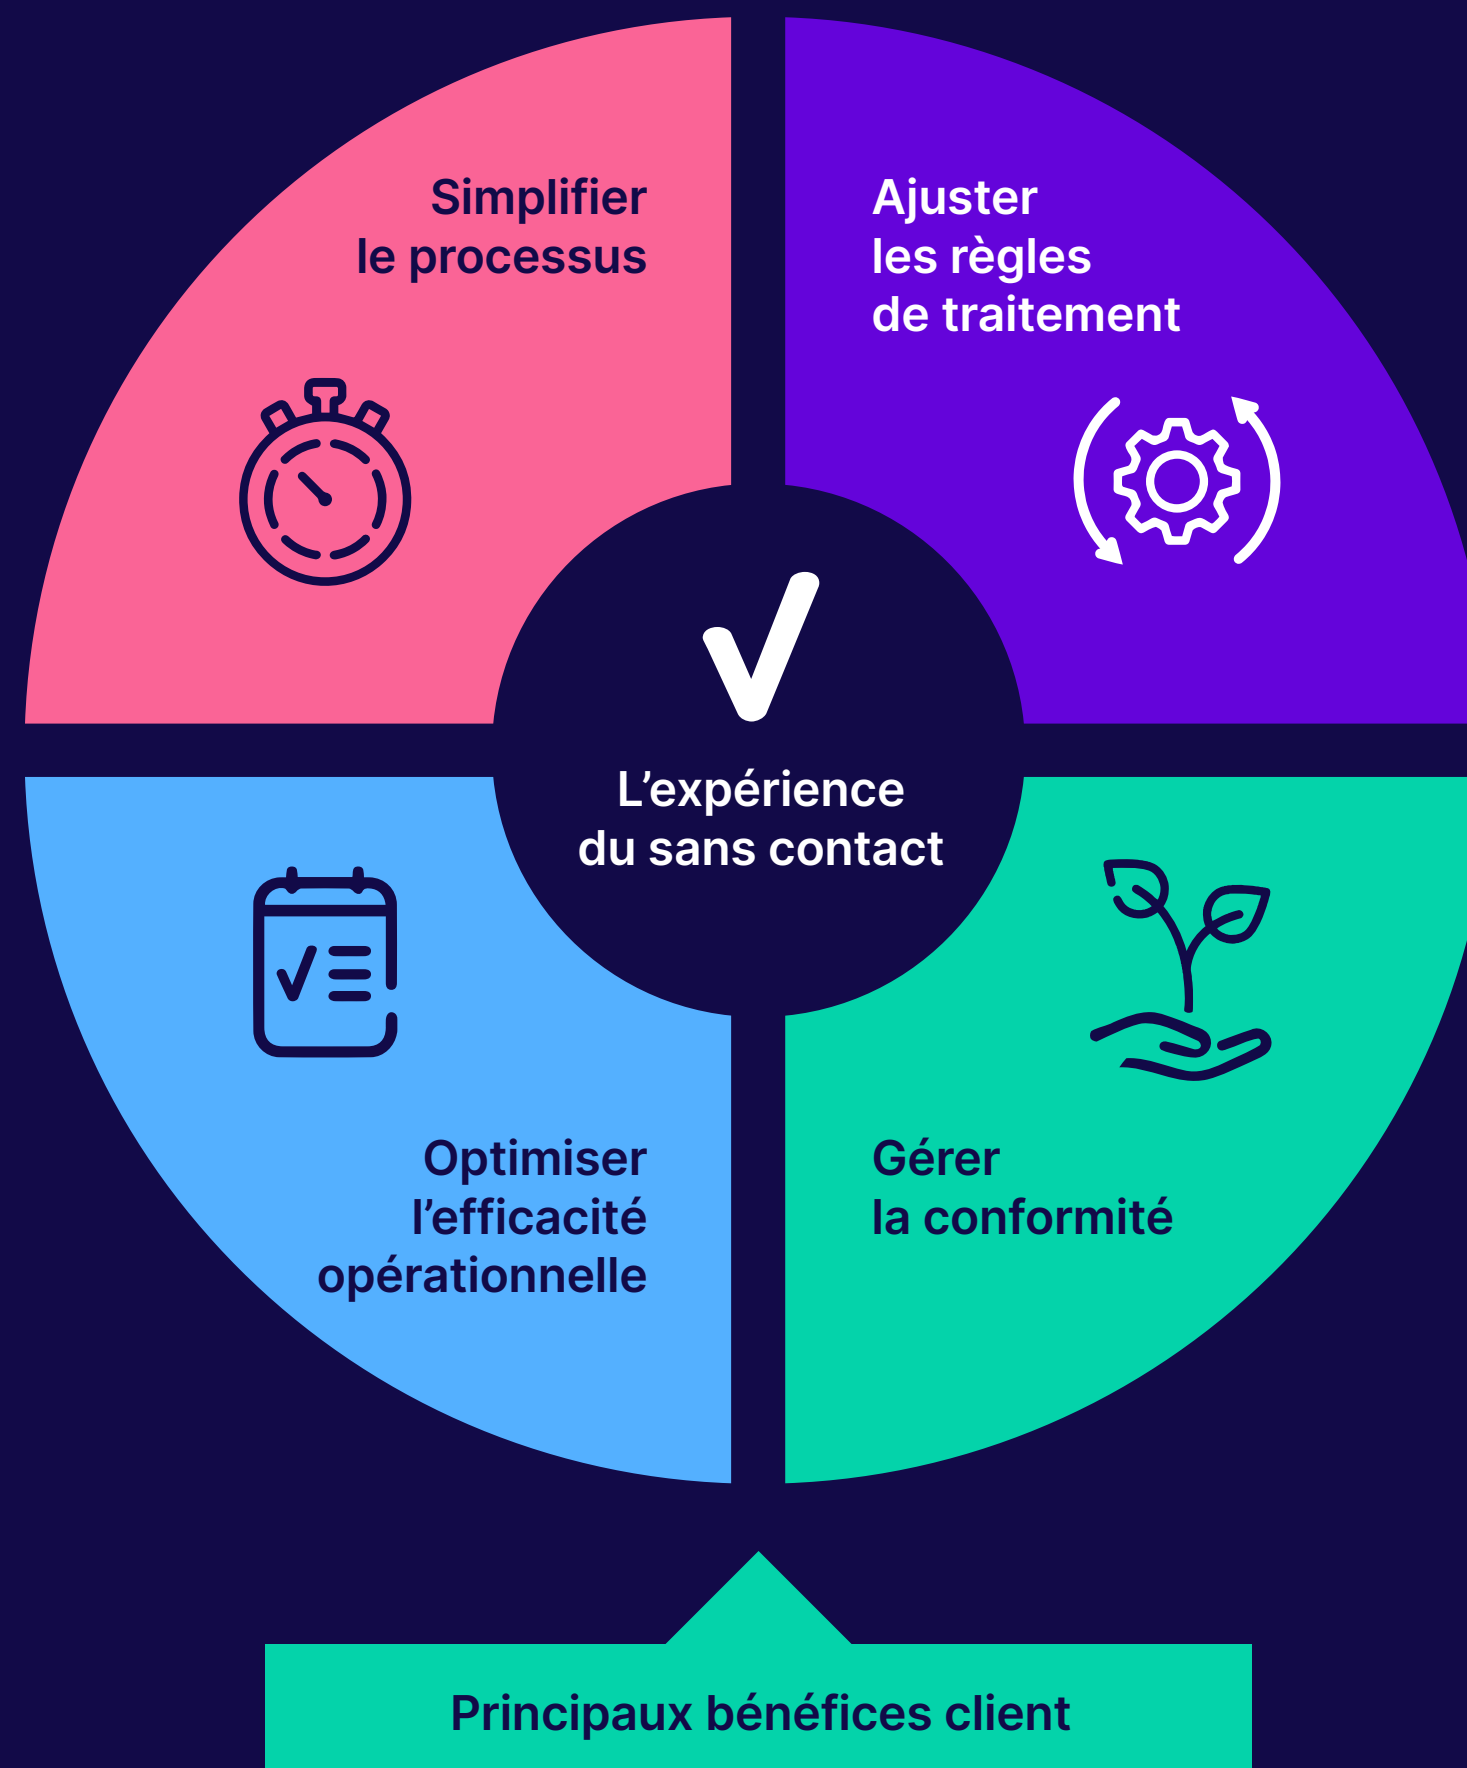 Simplifier
le processus
Ajuster
les règles
de traitement
L’expérience
du sans contact
Optimiser
l’efficacité
opérationnelle
Gérer
la conformité
Principaux bénéfices client